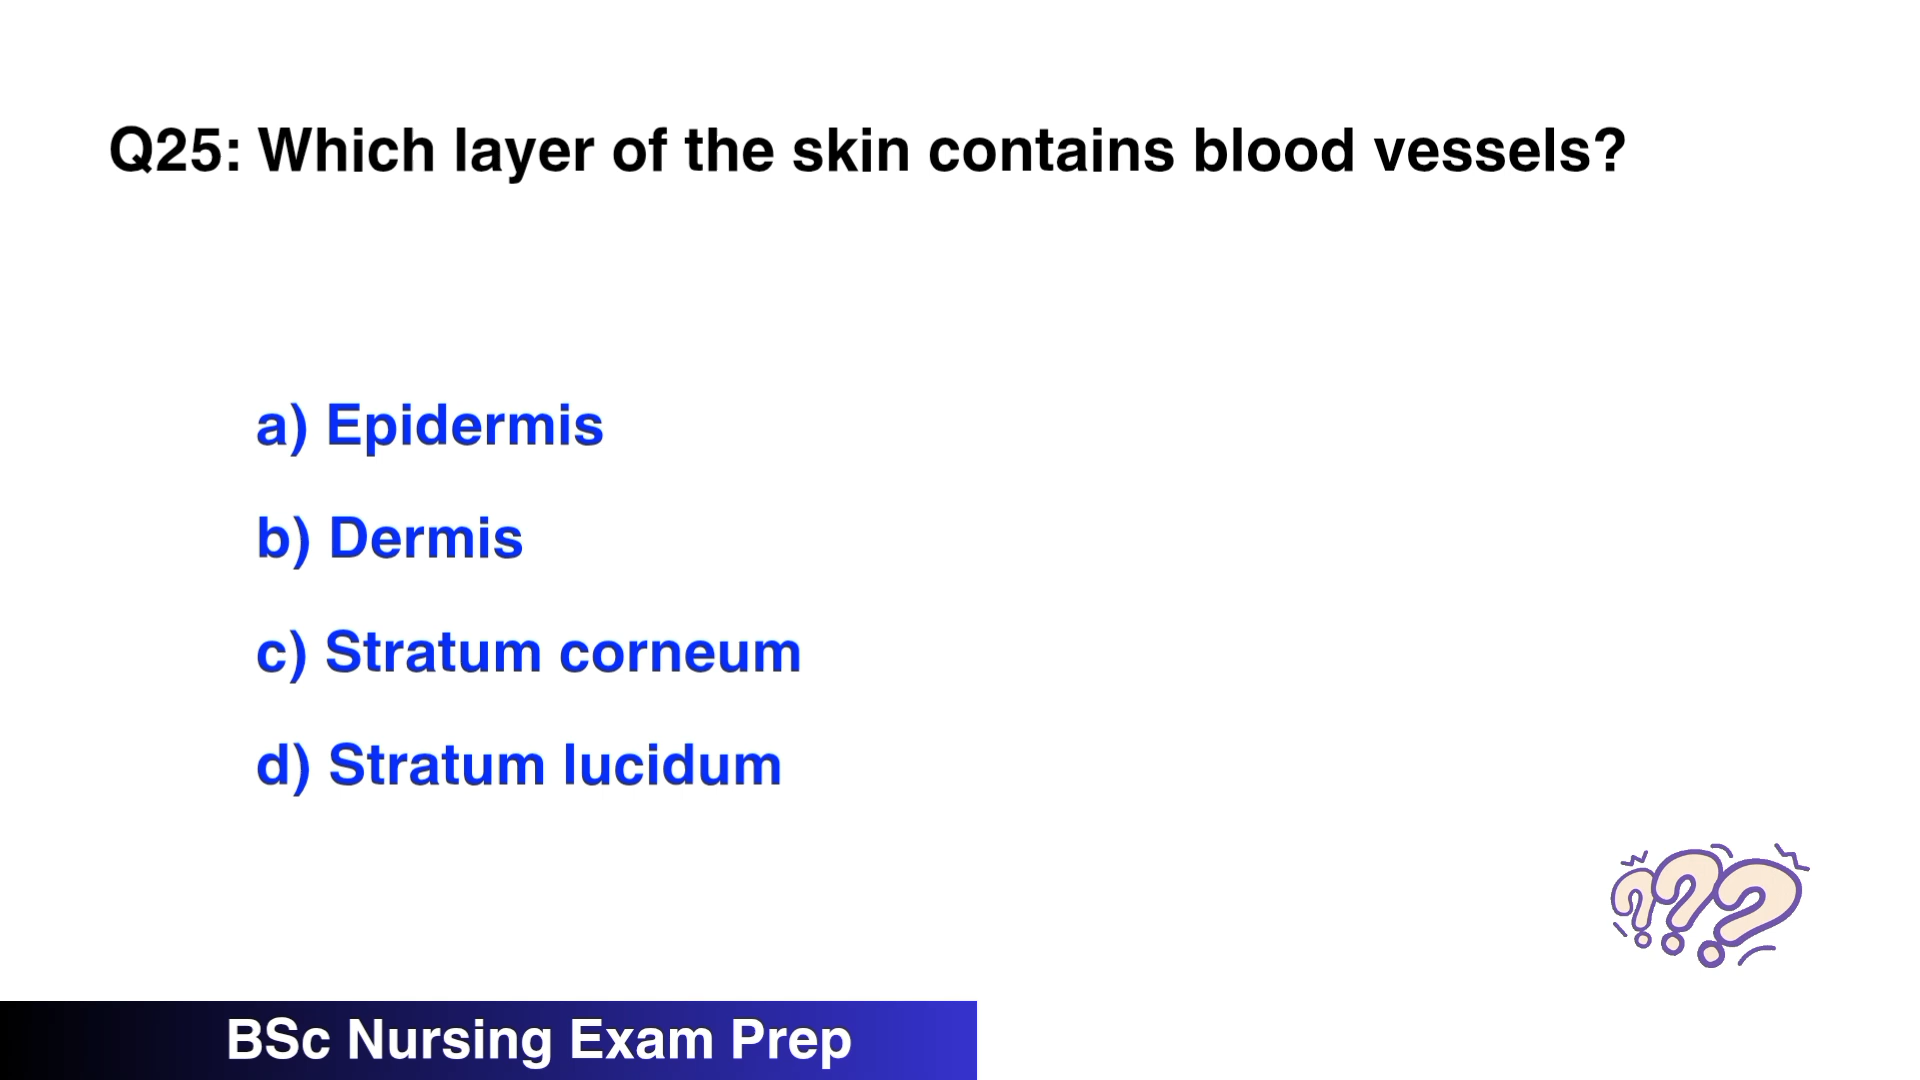 Q25: Which layer of the skin contains blood vessels?
a) Epidermis
b) Dermis
c) Stratum corneum
d) Stratum lucidum
BSc Nursing Exam Prep